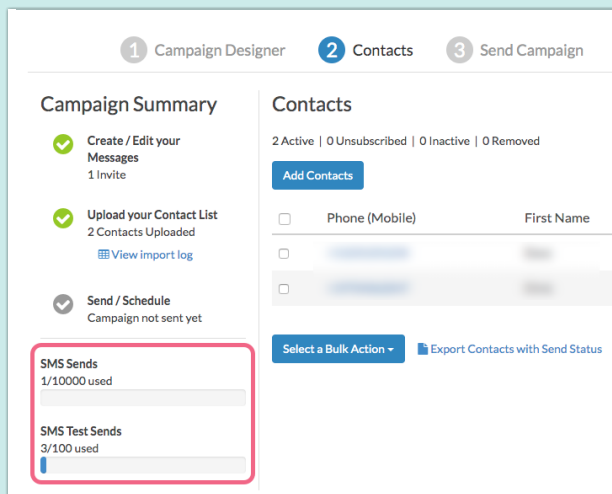 1 Campaign Designer 2 Contacts 3 Send Campaign
Campaign Summary
Create / Edit your
Messages
1 Invite
Upload your Contact List
2 Contacts Uploaded
View import log
Send / Schedule
Campaign not sent yet
SMS Sends
1/10000 used
SMS Test Sends
3/100 used
Contacts
2 Active | 0 Unsubscribed | 0 Inactive | 0 Removed
Add Contacts
Phone (Mobile) First Name
Select a Bulk Action
Export Contacts with Send Status